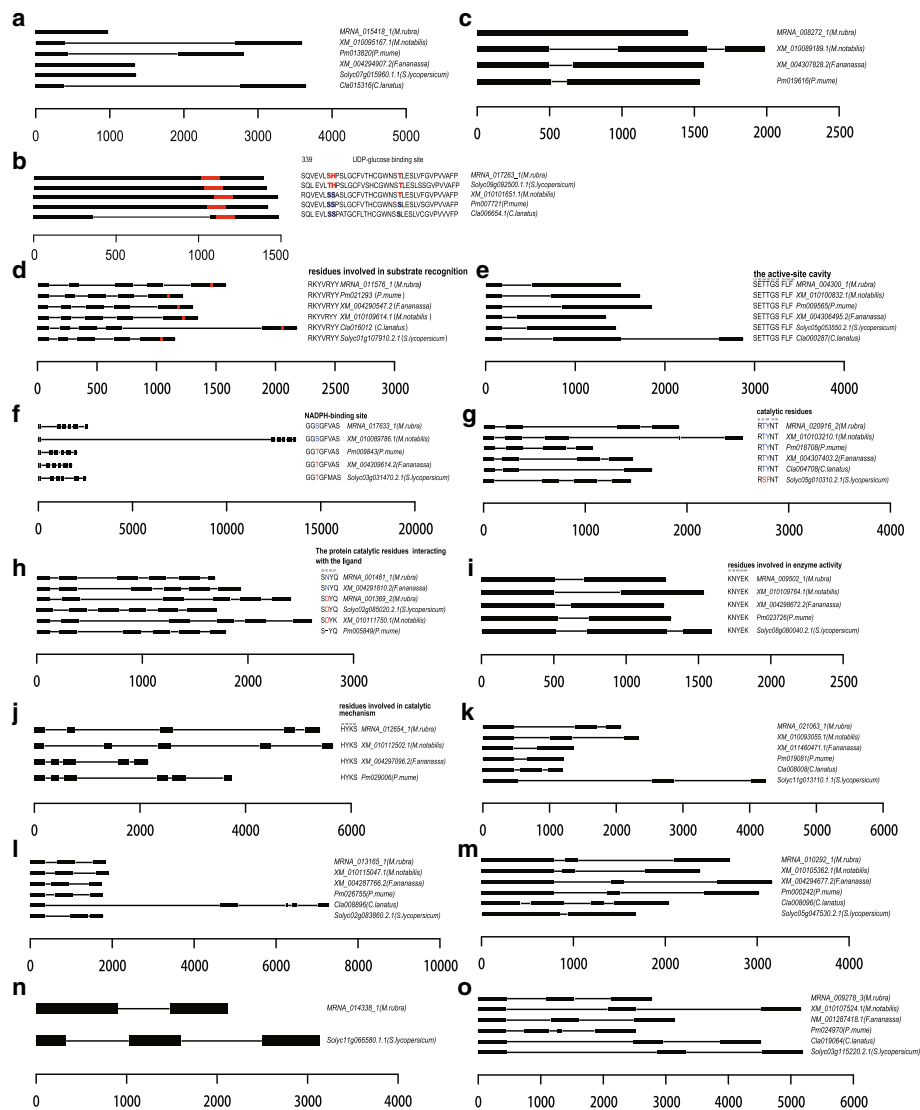 a
MRNA_015418_1(M.rubra)
XM_010095167.1(M.notabilis)
Pm013820(P.mume)
XM_004294907.2(F.ananassa)
Solyc07g015960.1.1(S.lycopersicum)
Cla015316(C.lanatus)
0 1000 2000 3000 4000 5000
c
MRNA_008272_1(M.rubra)
XM_010089189.1(M.notabilis)
XM_004307828.2(F.ananassa)
Pm019616(P.mume)
0 500 1000 1500 2000 2500
b
339 UDP-glucose binding site
SQVEVLSHPSLGCFVTHCGWNSTLESLVFGVPVVAFP MRNA_017263_1(M.rubra)
SQLEVLTHPSLGCFVSHCGWNSTLESLSSGVPVVAFP Solyc09g092500.1.1(S.lycopersicum)
RQVEVLSSASLGCFVTHCGWNSTLESLVCGVPVVAFP XM_010101651.1(M.notabilis)
SQVEVLSSPSLGCFVTHCGWNSSLESLVCGVPVVAFP Pm007721(P.mume)
SQLEVLSSPATGCFLTHCGWNSSLESLVFGVPVVVFP Cla006654.1(C.lanatus)
0 500 1000 1500
d
residues involved in substrate recognition
RKYVRYY MRNA_011576_1(M.rubra)
RKYVRYY Pm021293 (P.mume)
RKYVRYY XM_004290547.2(F.ananassa)
RKYVRYY XM_010109614.1(M.notabilis)
RKYVRYY Cla016012 (C.lanatus)
RKYVRYY Solyc01g107910.2.1(S.lycopersicum)
0 500 1000 1500 2000 2500 3000
e
the active-site cavity
SETTGS FLF MRNA_004300_1(M.rubra)
SETTGS FLF XM_010100832.1(M.notabilis)
SETTGS FLF Pm009565(P.mume)
SETTGS FLF XM_004306495.2(F.ananassa)
SETTGS FLF Solyc05g053550.2.1(S.lycopersicum)
SETTGS FLF Cla000287(C.lanatus)
0 1000 2000 3000 4000
f
NADPH-binding site
GGSGFVAS MRNA_017633_1(M.rubra)
GGSGFVAS XM_010089786.1(M.notabilis)
GGTGFVAS Pm009843(P.mume)
GGTGFVAS XM_004309614.2(F.ananassa)
GGTGFMAS Solyc03g031470.2.1(S.lycopersicum)
0 5000 10000 15000 20000
g
catalytic residues
RTYNT MRNA_020916_2(M.rubra)
RTYNT XM_010103210.1(M.notabilis)
RTYNT Pm018708(P.mume)
RTYNT XM_004307403.2(F.ananassa)
RTYNT Cla004708(C.lanatus)
RSFNT Solyc05g010310.2.1(S.lycopersicum)
0 1000 2000 3000 4000
h
The protein catalytic residues interacting
with the ligand
SNYQ MRNA_001461_1(M.rubra)
SNYQ XM_004291810.2(F.ananassa)
SDYQ MRNA_001369_2(M.rubra)
SDYQ Solyc02g085020.2.1(S.lycopersicum)
SDYK XM_010111750.1(M.notabilis)
S-YQ Pm005849(P.mume)
0 1000 2000 3000
i
residues involved in enzyme activity
KNYEK MRNA_009502_1(M.rubra)
KNYEK XM_010109764.1(M.notabilis)
KNYEK XM_004298672.2(F.ananassa)
KNYEK Pm023726(P.mume)
KNYEK Solyc08g080040.2.1(S.lycopersicum)
0 500 1000 1500 2000 2500
j
residues involved in catalytic
mechanism
HYKS MRNA_012654_1(M.rubra)
HYKS XM_010112502.1(M.notabilis)
HYKS XM_004297096.2(F.ananassa)
HYKS Pm029006(P.mume)
0 2000 4000 6000
k
MRNA_021063_1(M.rubra)
XM_010093055.1(M.notabilis)
XM_011460471.1(F.ananassa)
Pm019081(P.mume)
Cla008008(C.lanatus)
Solyc11g013110.1.1(S.lycopersicum)
0 1000 2000 3000 4000 5000 6000
l
MRNA_013165_1(M.rubra)
XM_010115047.1(M.notabilis)
XM_004287766.2(F.ananassa)
Pm026755(P.mume)
Cla008896(C.lanatus)
Solyc02g083860.2.1(S.lycopersicum)
0 2000 4000 6000 8000 10000
m
MRNA_010292_1(M.rubra)
XM_010105362.1(M.notabilis)
XM_004294677.2(F.ananassa)
Pm000242(P.mume)
Cla008096(C.lanatus)
Solyc05g047530.2.1(S.lycopersicum)
0 1000 2000 3000 4000
n
MRNA_014338_1(M.rubra)
Solyc11g066580.1.1(S.lycopersicum)
0 1000 2000 3000 4000
o
MRNA_009278_3(M.rubra)
XM_010107524.1(M.notabilis)
NM_001287418.1(F.ananassa)
Pm024970(P.mume)
Cla019064(C.lanatus)
Solyc03g115220.2.1(S.lycopersicum)
0 1000 2000 3000 4000 5000 6000